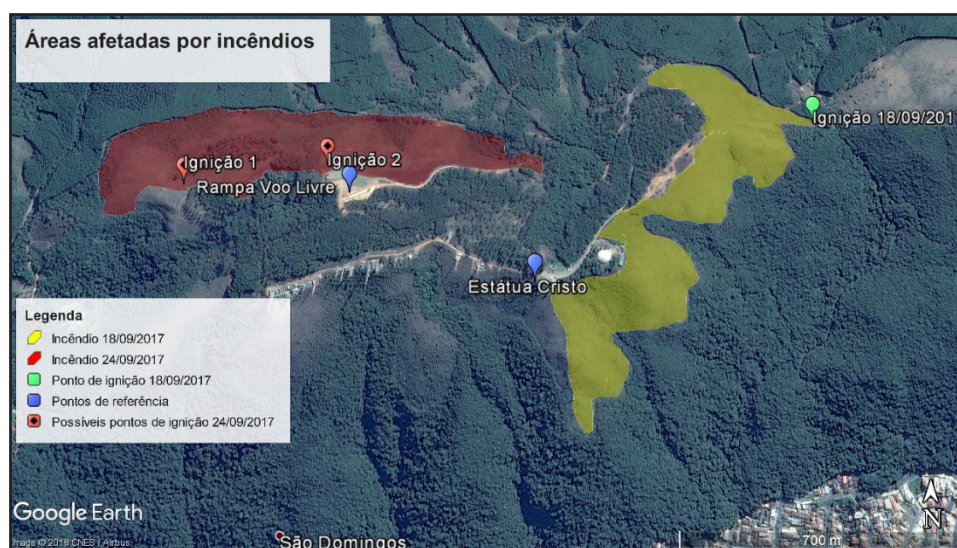 Áreas afetadas por incêndios
Ignição 18/09/201
Ignição 1
Ignição 2
Rampa Voo Livre
Estátua Cristo
Legenda
Incêndio 18/09/2017
Incêndio 24/09/2017
Ponto de ignição 18/09/2017
Pontos de referência
Possíveis pontos de ignição 24/09/2017
Google Earth
N
Image © 2018 CNES / Airbus
São Domingos
700 m